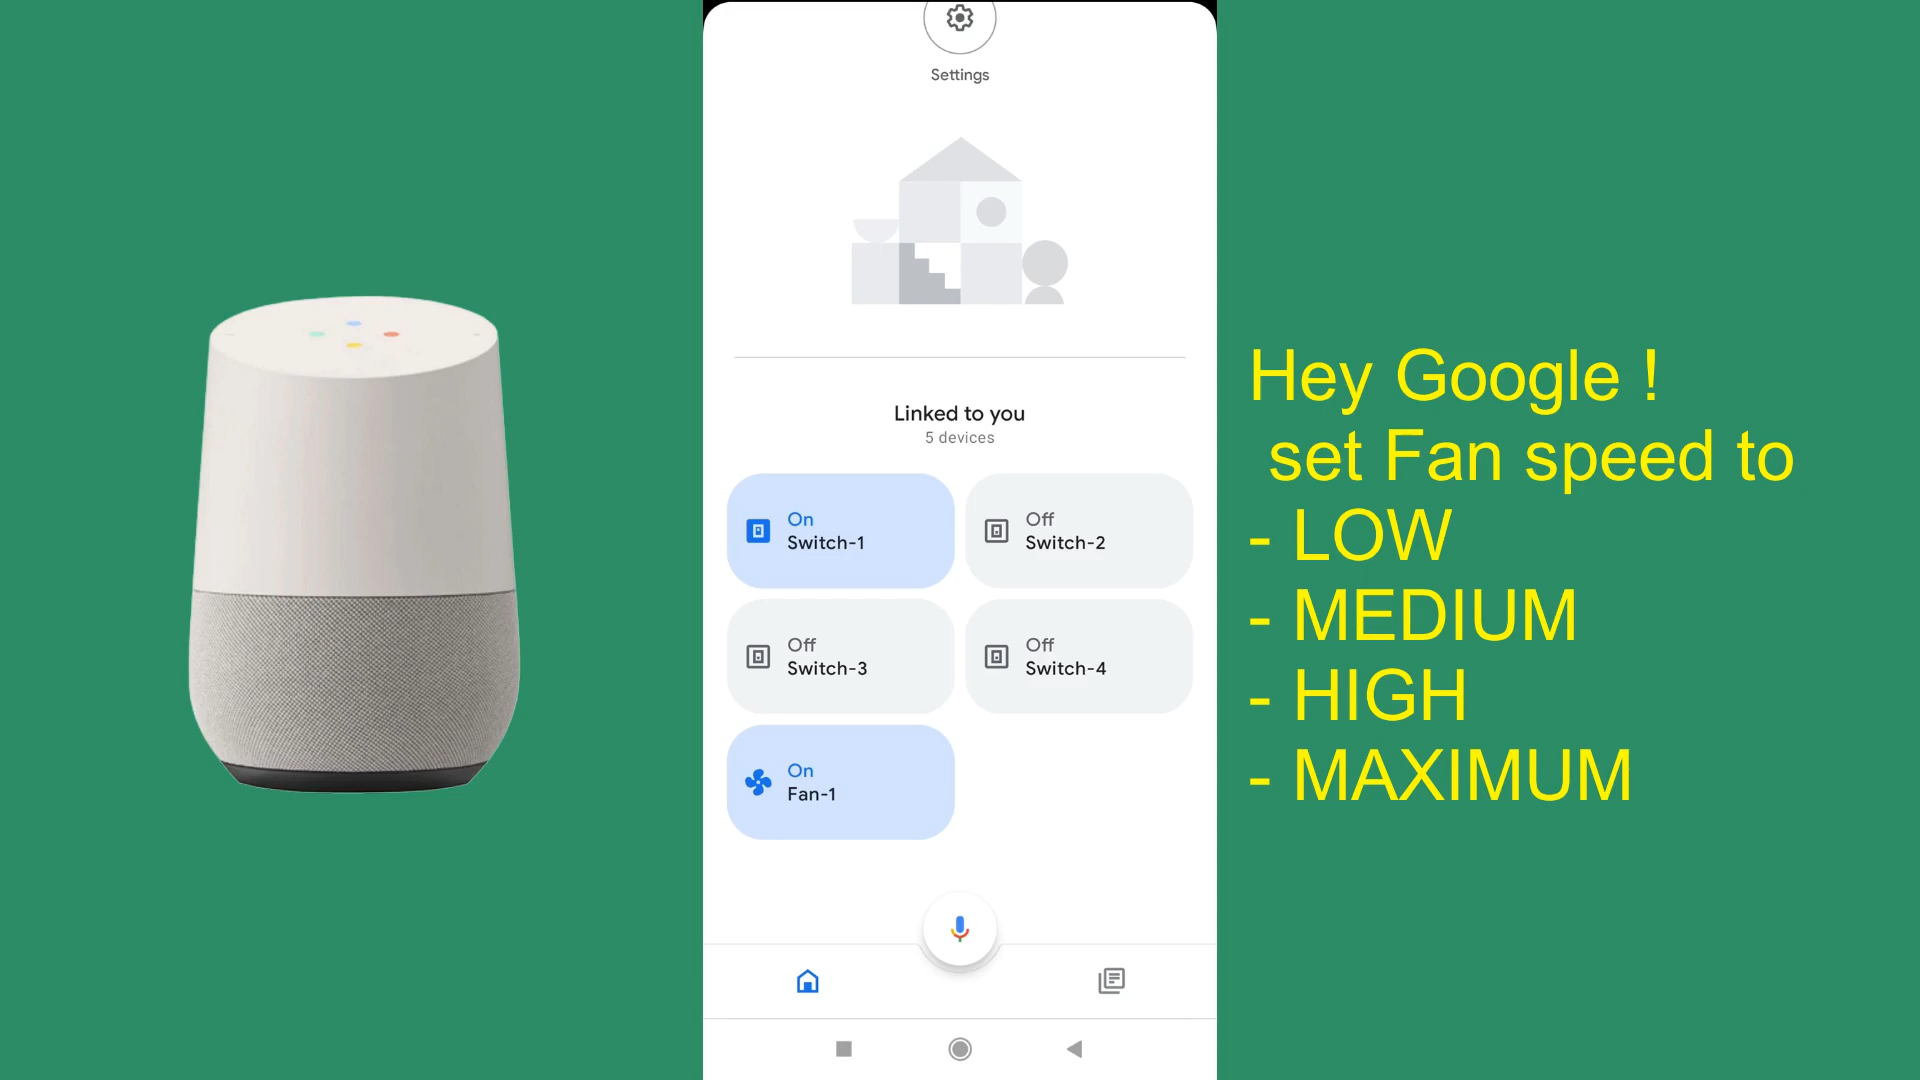 Settings
Linked to you
5 devices
On
Switch-1
Off
Switch-2
Off
Switch-3
Off
Switch-4
On
Fan-1
Hey Google !
set Fan speed to
- LOW
- MEDIUM
- HIGH
- MAXIMUM